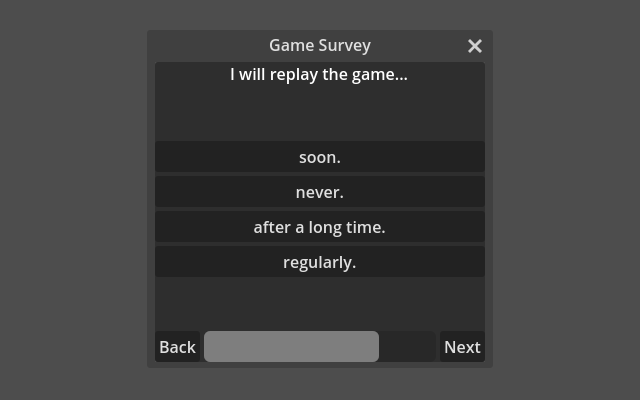 Game Survey
I will replay the game...
soon.
never.
after a long time.
regularly.
Back
Next